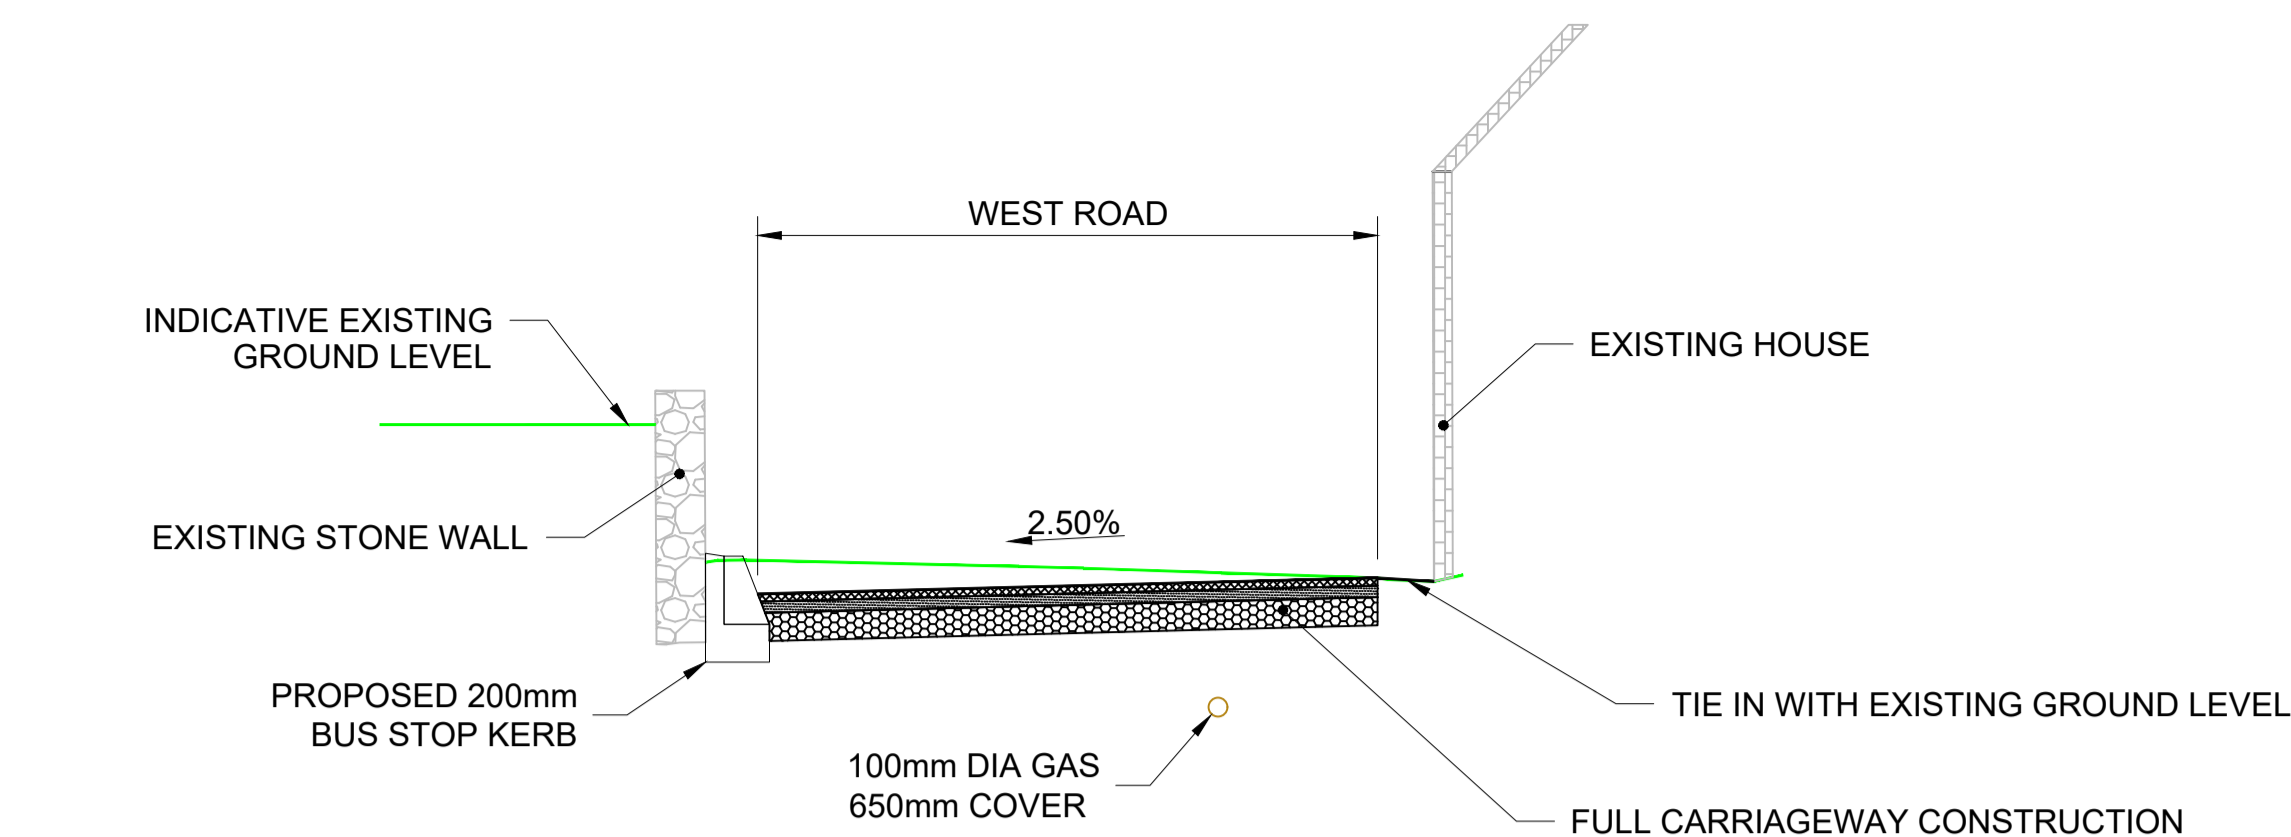 WEST ROAD
INDICATIVE EXISTING
GROUND LEVEL
EXISTING HOUSE
EXISTING STONE WALL
2.50%
PROPOSED 200mm
BUS STOP KERB
TIE IN WITH EXISTING GROUND LEVEL
100mm DIA GAS
650mm COVER
FULL CARRIAGEWAY CONSTRUCTION